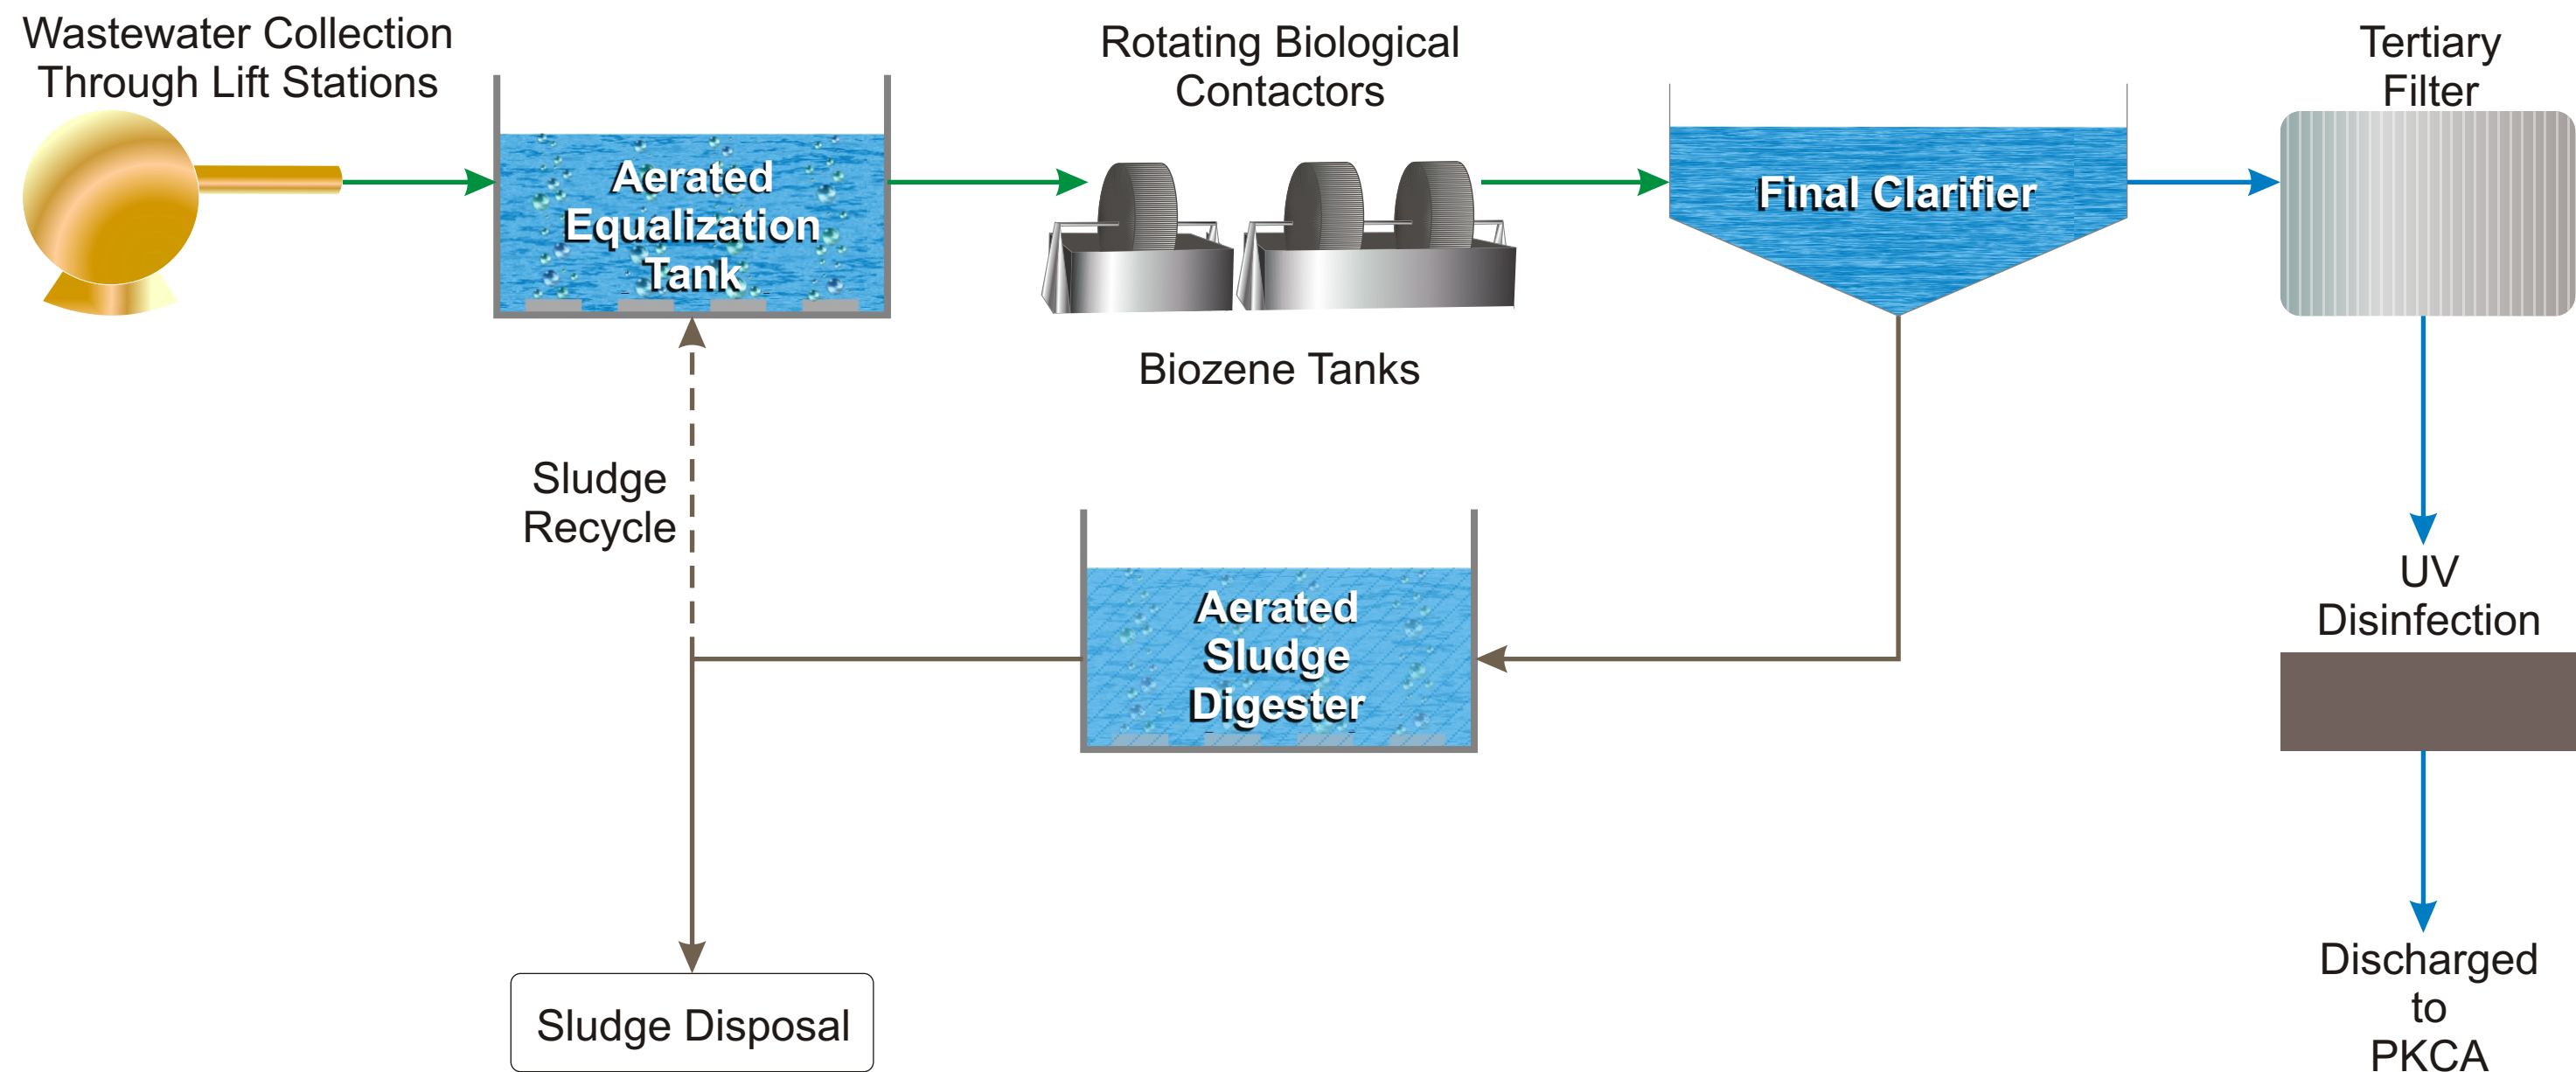 Wastewater Collection
Through Lift Stations
Aerated
Equalization
Tank
Rotating Biological
Contactors
Biozene Tanks
Final Clarifier
Tertiary
Filter
Sludge
Recycle
Aerated
Sludge
Digester
UV
Disinfection
Sludge Disposal
Discharged
to
PKCA